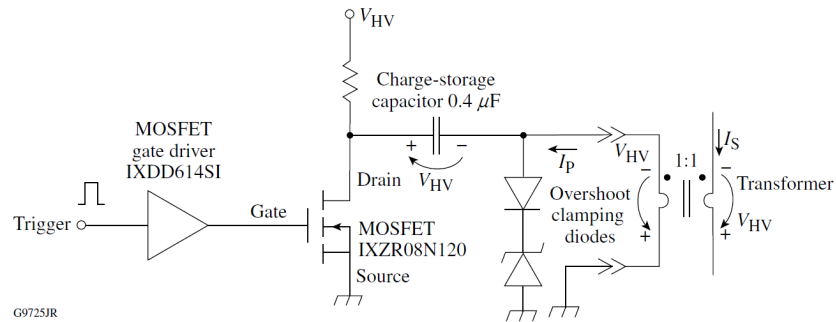 V_HV
Charge-storage
capacitor 0.4 μF
MOSFET
gate driver
IXDD614SI
+ −
V_HV
I_P
V_HV
− 1:1 −
I_S
Transformer
V_HV
+ +
Drain
Overshoot
clamping
diodes
Trigger
Gate
MOSFET
IXZR08N120
Source
G9725JR